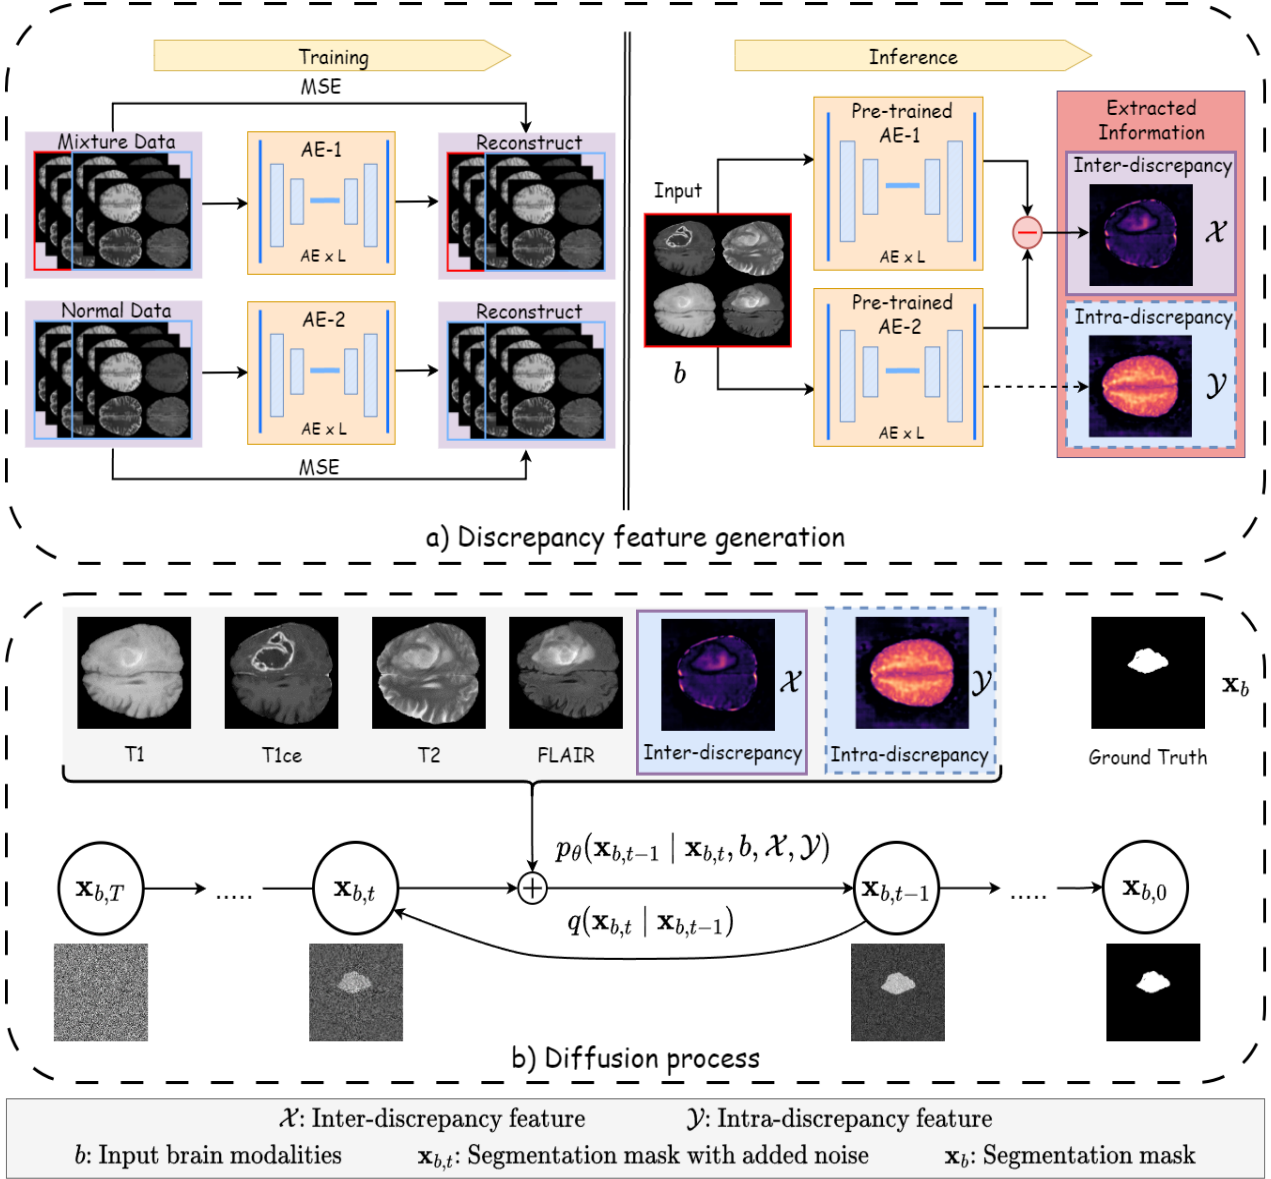 Training
MSE
Mixture Data
AE-1
AE x L
Reconstruct
Normal Data
AE-2
AE x L
Reconstruct
MSE
Inference
Input
b
Pre-trained
AE-1
AE x L
Pre-trained
AE-2
AE x L
−
Extracted
Information
Inter-discrepancy
𝒳
Intra-discrepancy
𝒴
a) Discrepancy feature generation
T1
T1ce
T2
FLAIR
𝒳
Inter-discrepancy
𝒴
Intra-discrepancy
𝐱_b
Ground Truth
p_θ(𝐱_{b,t−1} | 𝐱_{b,t}, b, 𝒳, 𝒴)
𝐱_{b,T} ..... 𝐱_{b,t} + 𝐱_{b,t−1} ..... 𝐱_{b,0}
q(𝐱_{b,t} | 𝐱_{b,t−1})
b) Diffusion process
𝒳: Inter-discrepancy feature 𝒴: Intra-discrepancy feature
b: Input brain modalities 𝐱_{b,t}: Segmentation mask with added noise 𝐱_b: Segmentation mask